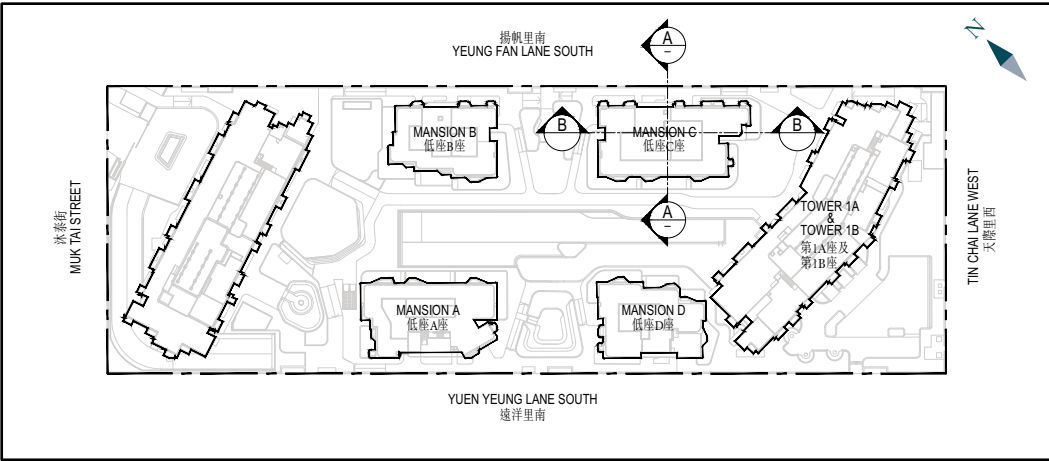 N
揚帆里南
YEUNG FAN LANE SOUTH
A
–
MANSION B
低座B座
B
MANSION C
低座C座
B
沐泰街
MUK TAI STREET
TOWER 1A
&
TOWER 1B
第1A座及
第1B座
TIN CHAI LANE WEST
天際里西
A
–
MANSION A
低座A座
MANSION D
低座D座
YUEN YEUNG LANE SOUTH
遠洋里南